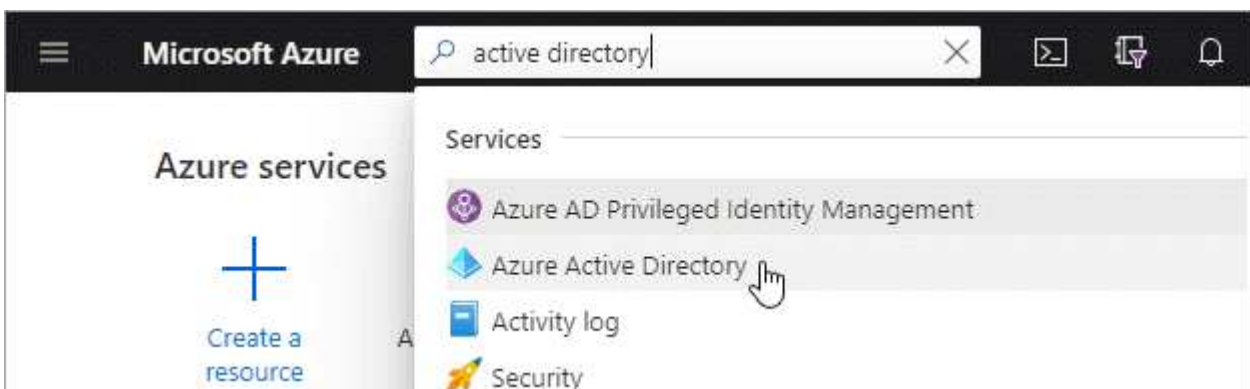 Microsoft Azure
active directory
Services
Azure services
Azure AD Privileged Identity Management
Azure Active Directory
Activity log
Create a
A
resource
Security